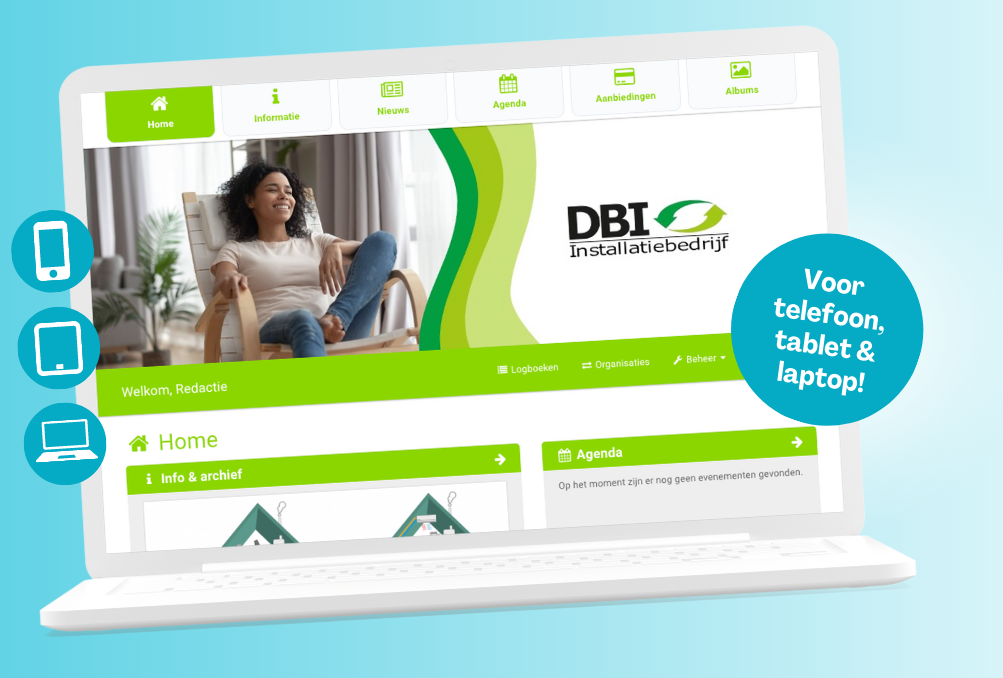 Home
Informatie
Nieuws
Agenda
Aanbiedingen
Albums
DBI
Installatiebedrijf
Voor
telefoon,
tablet &
laptop!
Welkom, Redactie
Logboeken
Organisaties
Beheer
Home
Info & archief
Agenda
Op het moment zijn er nog geen evenementen gevonden.